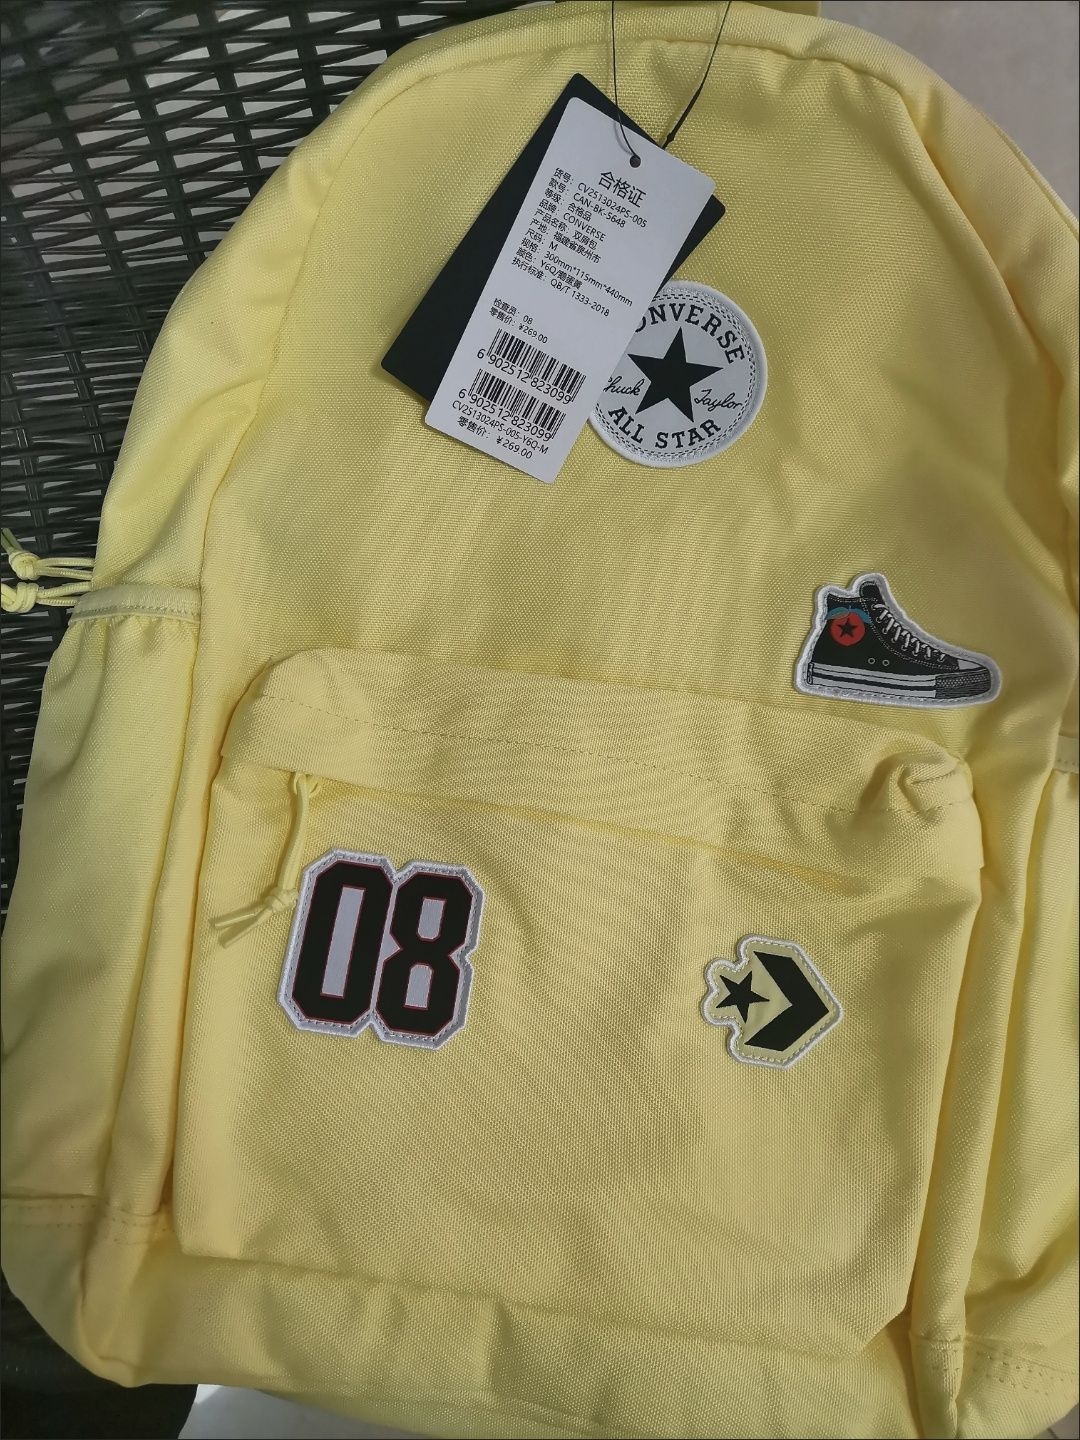 合格证
货号: CV2513024PS-005
款号: CAN-BK-5648
等级: 合格品
品牌: CONVERSE
产品名称: 双肩包
产地: 福建省泉州市
尺码: M
规格: 300mm*115mm*440mm
颜色: Y6Q/鹅蛋黄
执行标准: QB/T 1333-2018
检查员: 08
零售价: ¥269.00
6 902512 823099
6 902512 823099
CV2513024PS-005-Y6Q-M
零售价: ¥269.00
ONVERSE
Chuck Taylor
ALL STAR
08